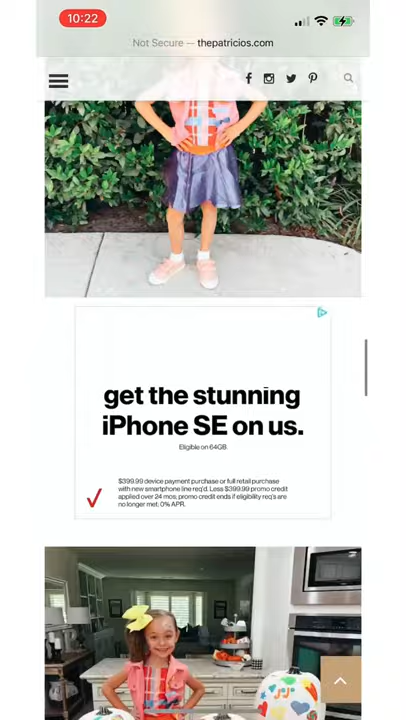 10:22
Not Secure — thepatricios.com
get the stunning
iPhone SE on us.
Eligible on 64GB.
$399.99 device payment purchase or full retail purchase
with new smartphone line req'd. Less $399.99 promo credit
applied over 24 mos; promo credit ends if eligibility req's are
no longer met; 0% APR.